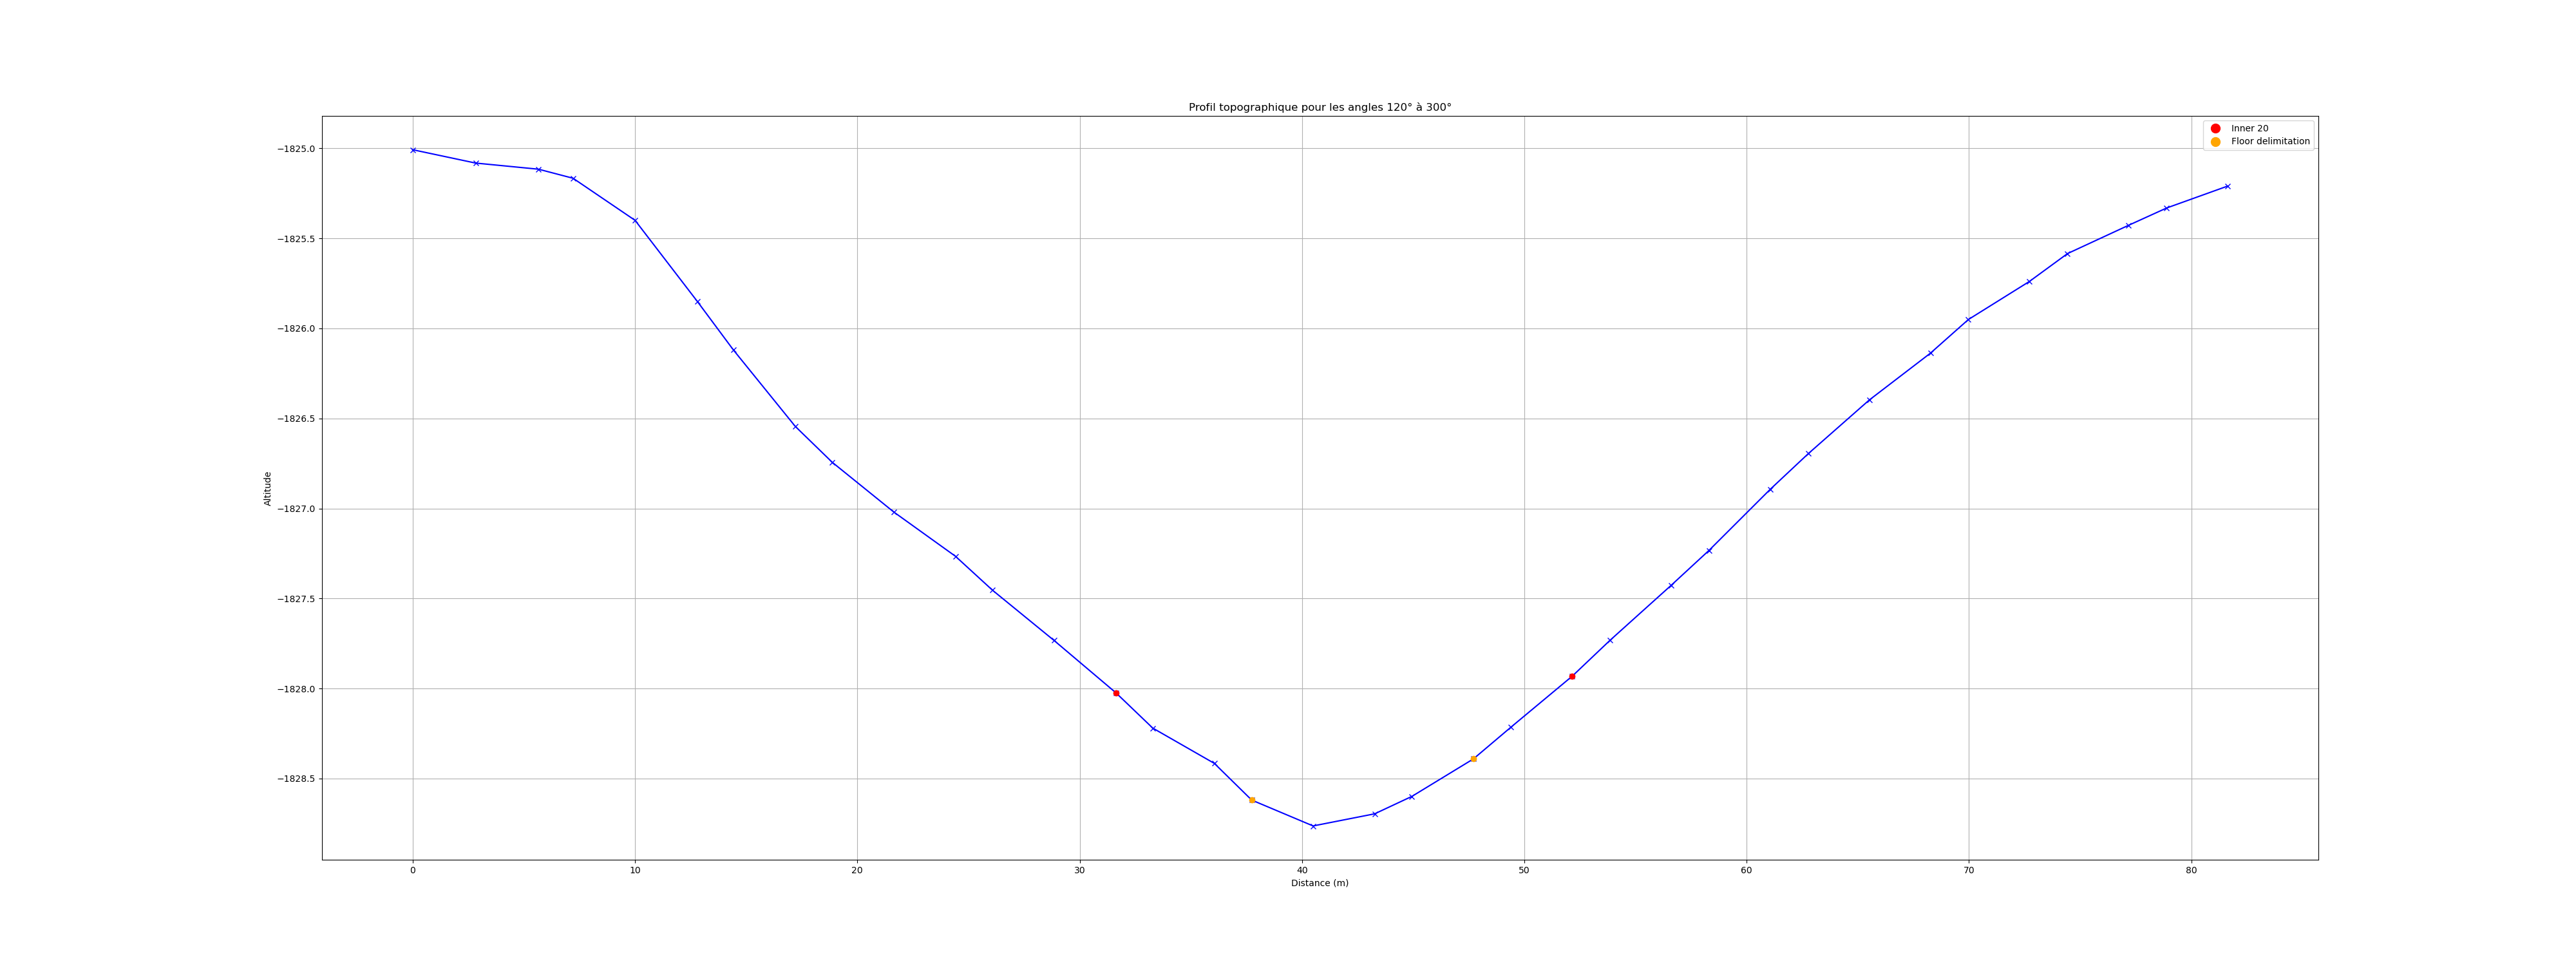 Profil topographique pour les angles 120° à 300°
Inner 20
Floor delimitation
−1825.0
−1825.5
−1826.0
−1826.5
−1827.0
−1827.5
−1828.0
−1828.5
Altitude
0 10 20 30 40 50 60 70 80
Distance (m)